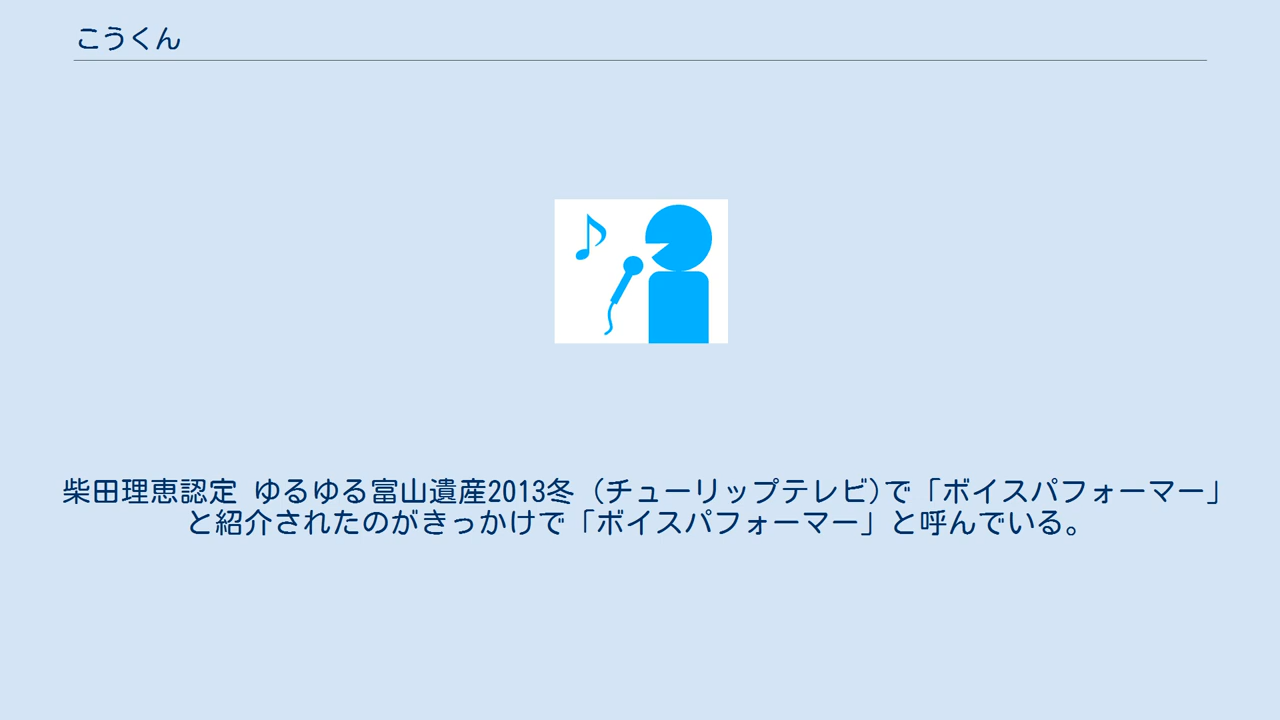 こうくん
柴田理恵認定 ゆるゆる富山遺産2013冬 (チューリップテレビ)で「ボイスパフォーマー」
と紹介されたのがきっかけで「ボイスパフォーマー」と呼んでいる。